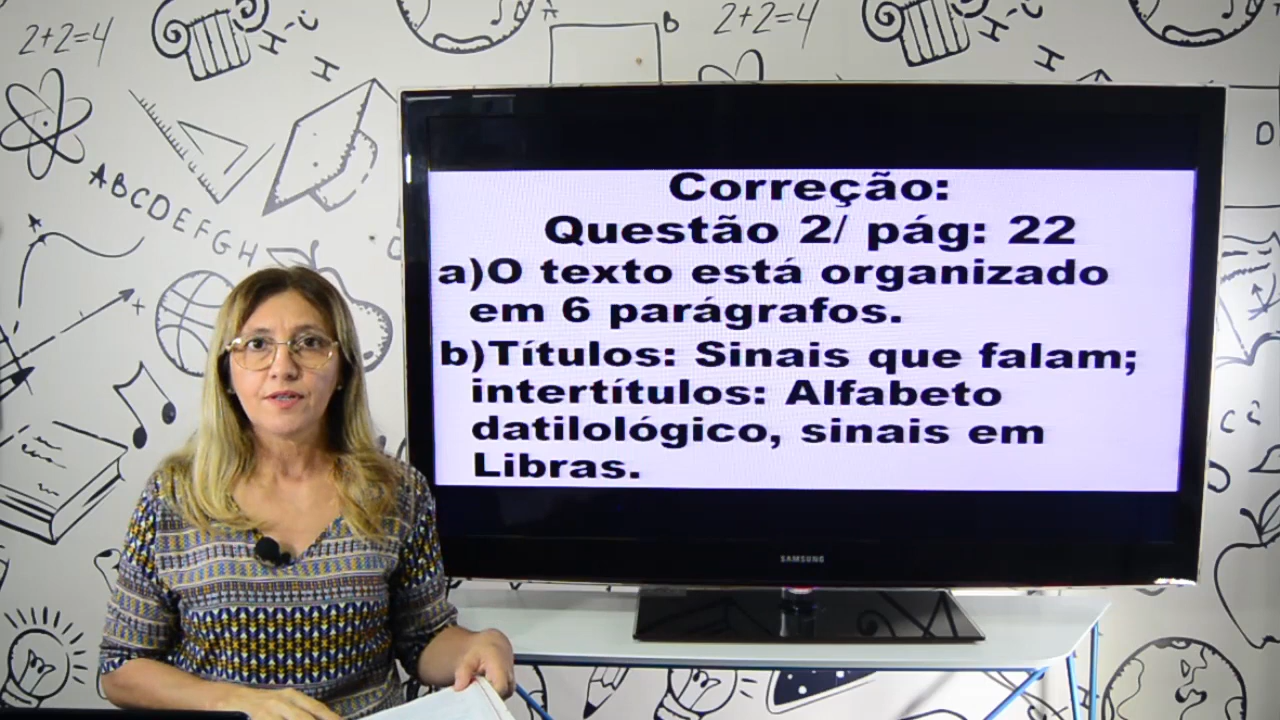 2+2=4
B
2+2=4
H-i
H-i
H
H
D
ABCDEFGH
Correção:
Questão 2/ pág: 22
a)O texto está organizado
em 6 parágrafos.
b)Títulos: Sinais que falam;
intertítulos: Alfabeto
datilológico, sinais em
Libras.
SAMSUNG